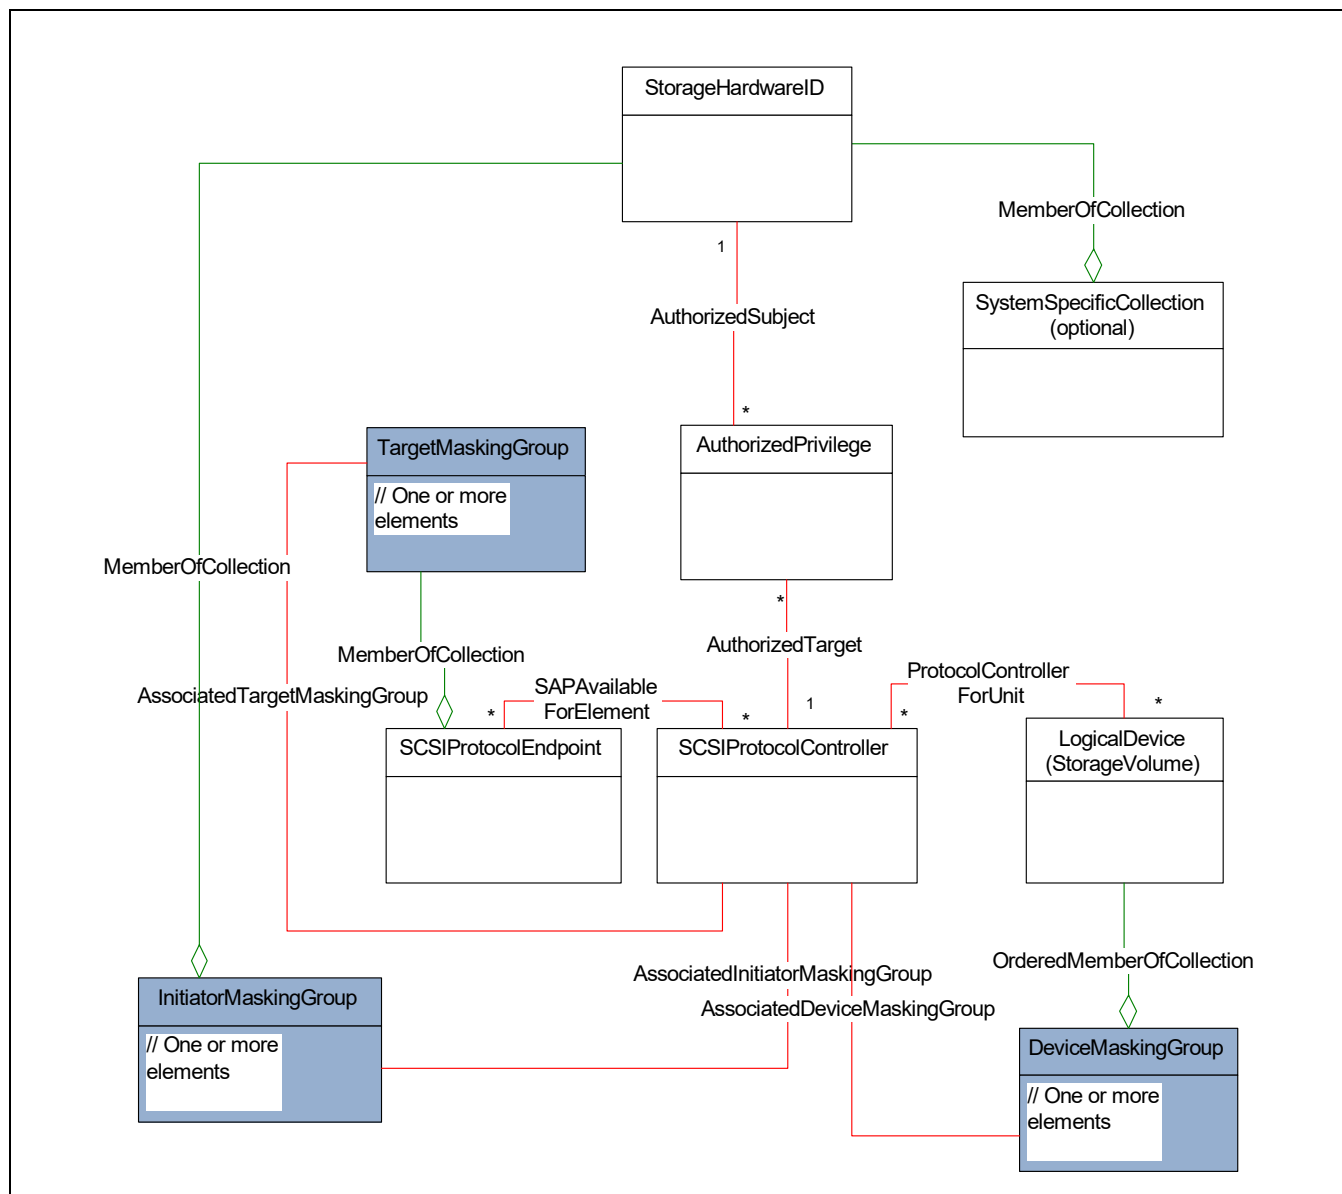 StorageHardwareID
MemberOfCollection
1
SystemSpecificCollection
(optional)
AuthorizedSubject
*
TargetMaskingGroup
// One or more
elements
AuthorizedPrivilege
MemberOfCollection
*
AuthorizedTarget
MemberOfCollection
ProtocolController
ForUnit
AssociatedTargetMaskingGroup
SAPAvailable
ForElement
*
*
1
*
*
SCSIProtocolEndpoint
SCSIProtocolController
LogicalDevice
(StorageVolume)
AssociatedInitiatorMaskingGroup
OrderedMemberOfCollection
InitiatorMaskingGroup
AssociatedDeviceMaskingGroup
// One or more
elements
DeviceMaskingGroup
// One or more
elements